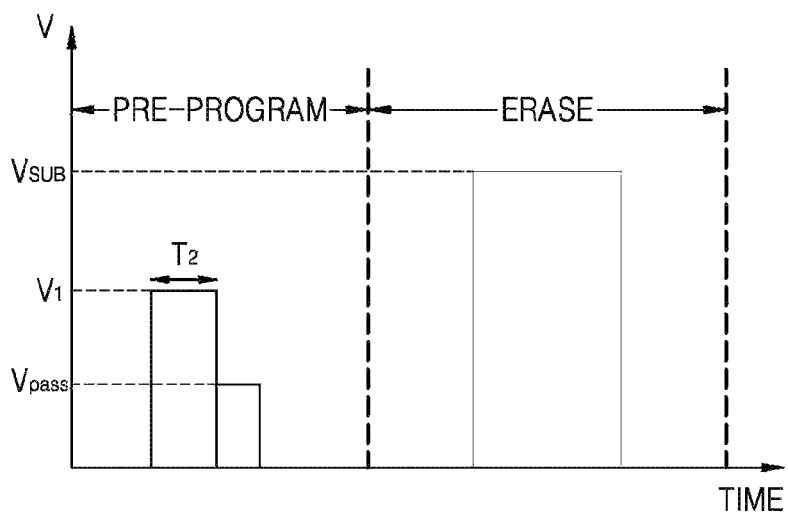 V
PRE-PROGRAM
ERASE
VSUB
T2
V1
Vpass
TIME